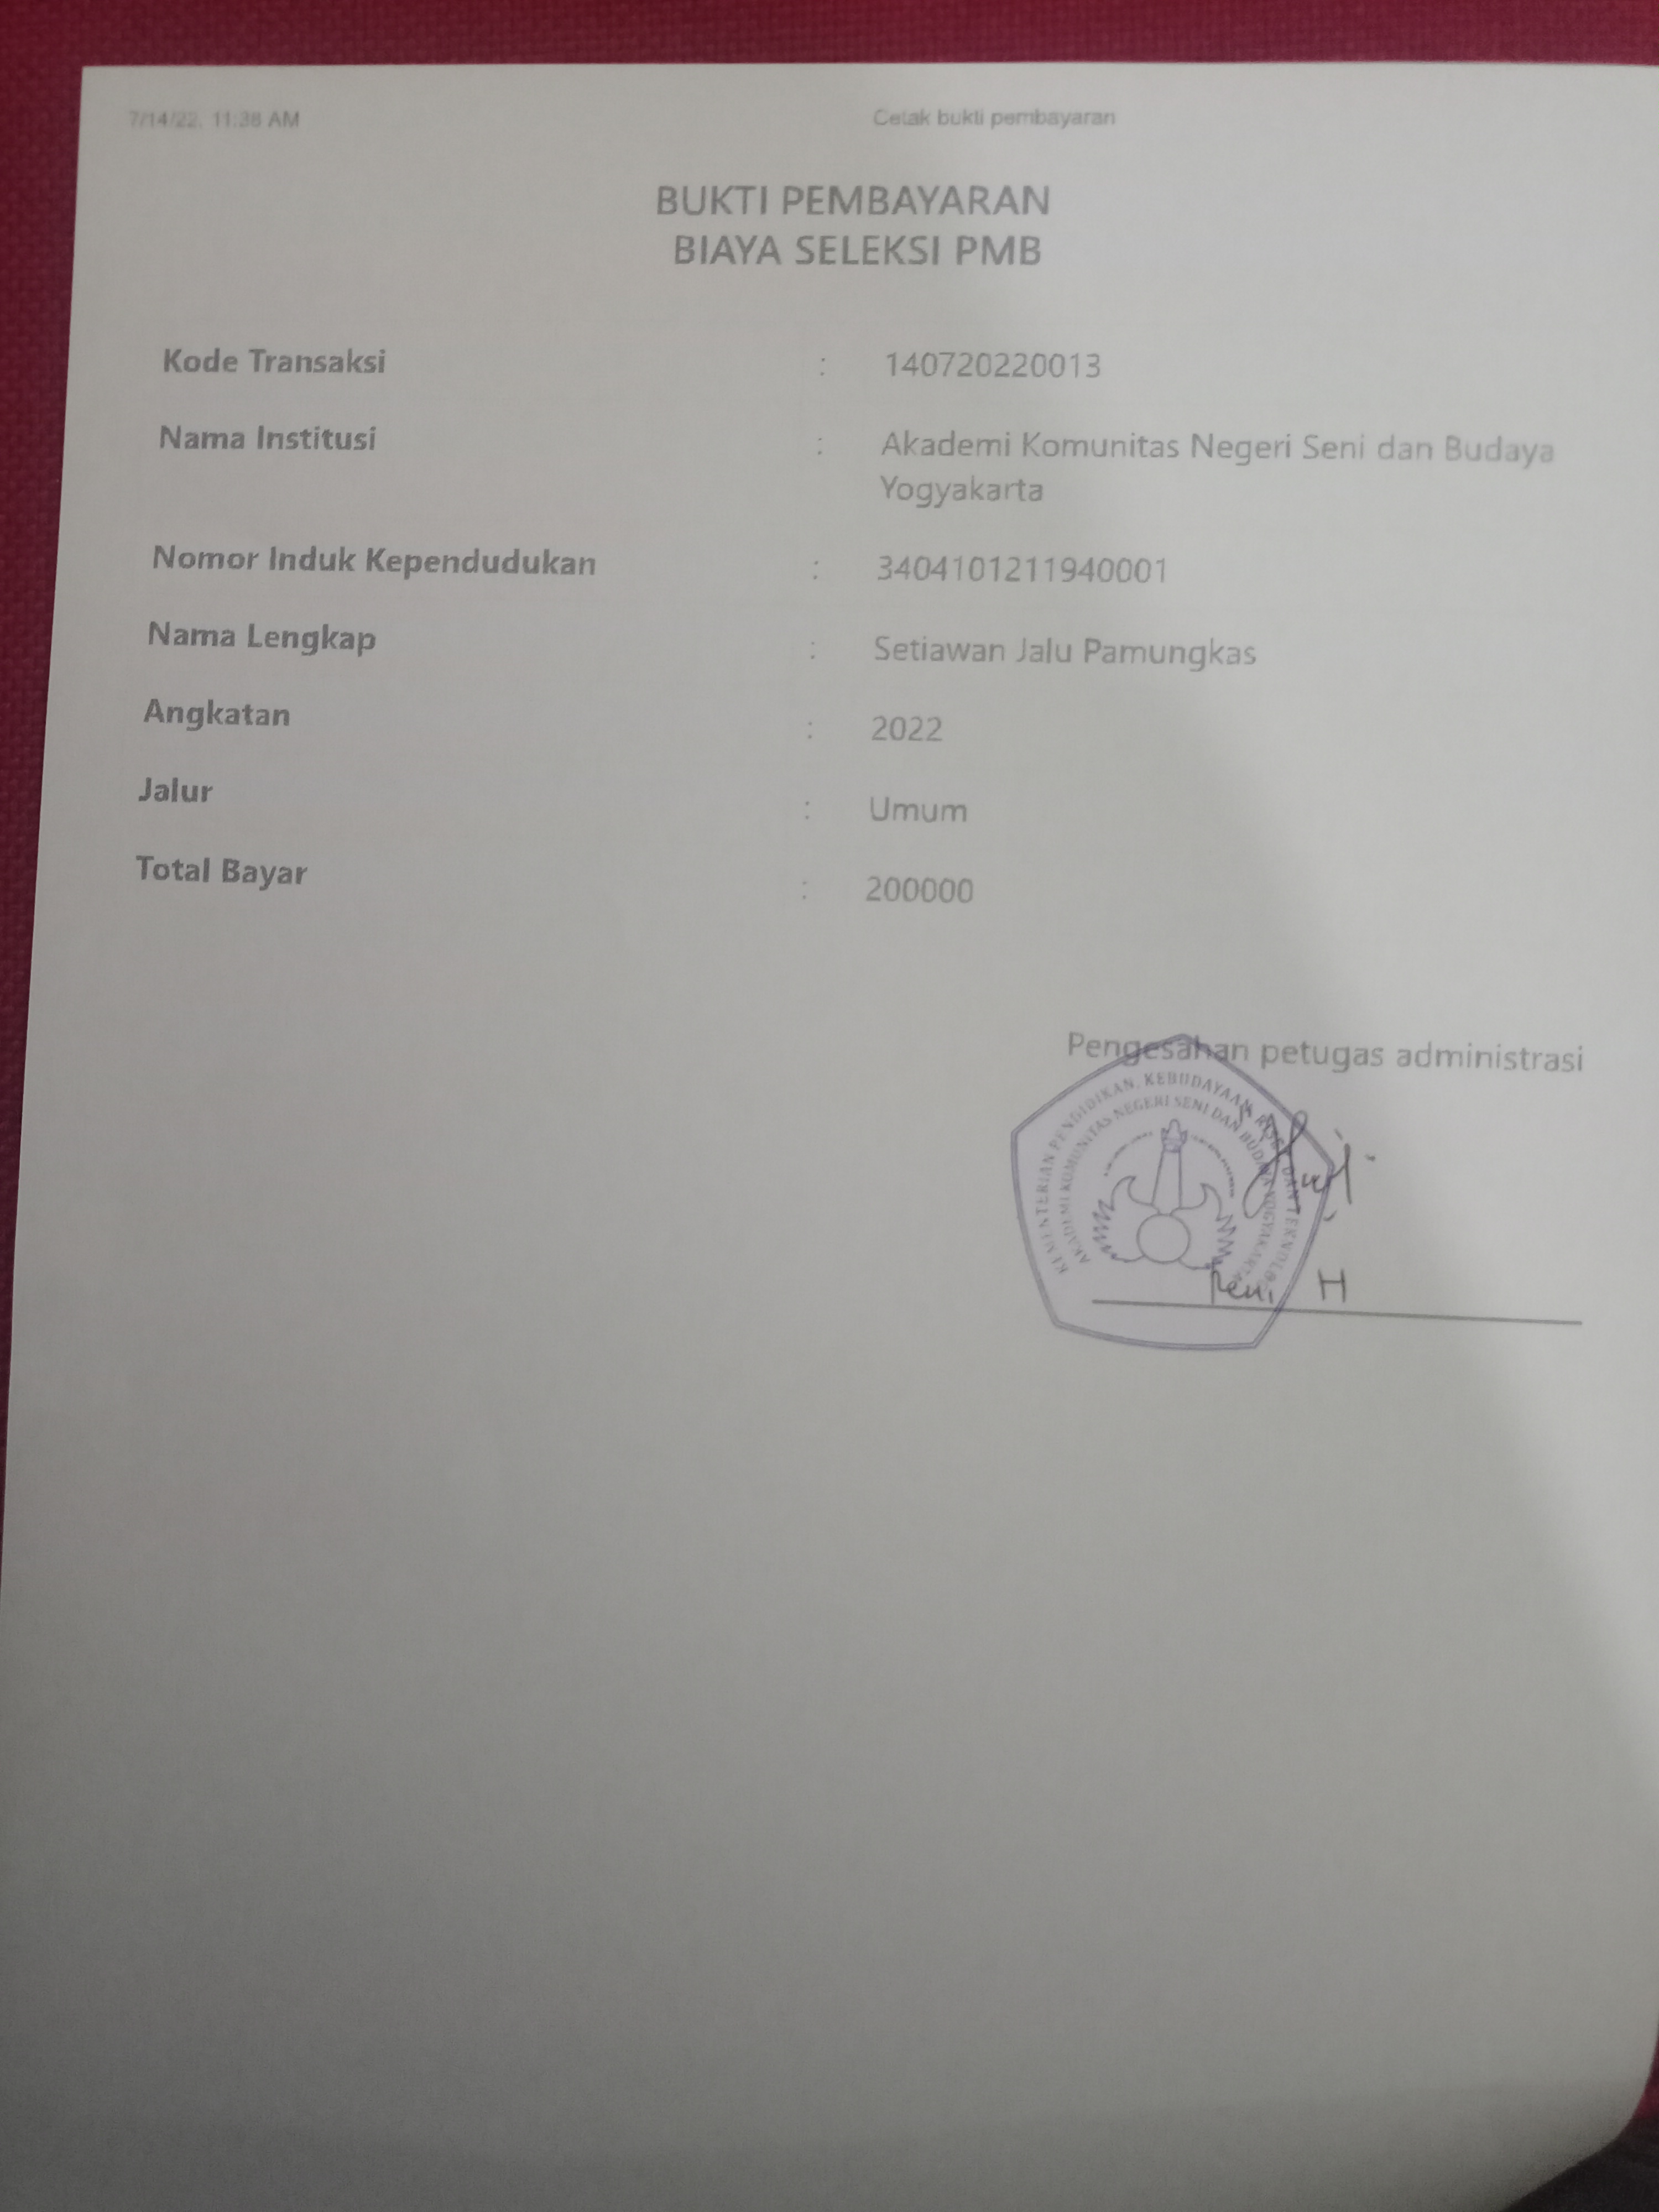 7/14/22, 11:38 AM
Cetak bukti pembayaran
BUKTI PEMBAYARAN
BIAYA SELEKSI PMB
Kode Transaksi : 140720220013
Nama Institusi : Akademi Komunitas Negeri Seni dan Budaya
Yogyakarta
Nomor Induk Kependudukan : 3404101211940001
Nama Lengkap : Setiawan Jalu Pamungkas
Angkatan : 2022
Jalur : Umum
Total Bayar : 200000
Pengesahan petugas administrasi
KEMENTERIAN PENDIDIKAN, KEBUDAYAAN, DAN TEKNOLOGI
AKADEMI KOMUNITAS NEGERI SENI DAN BUDAYA YOGYAKARTA
Reni H